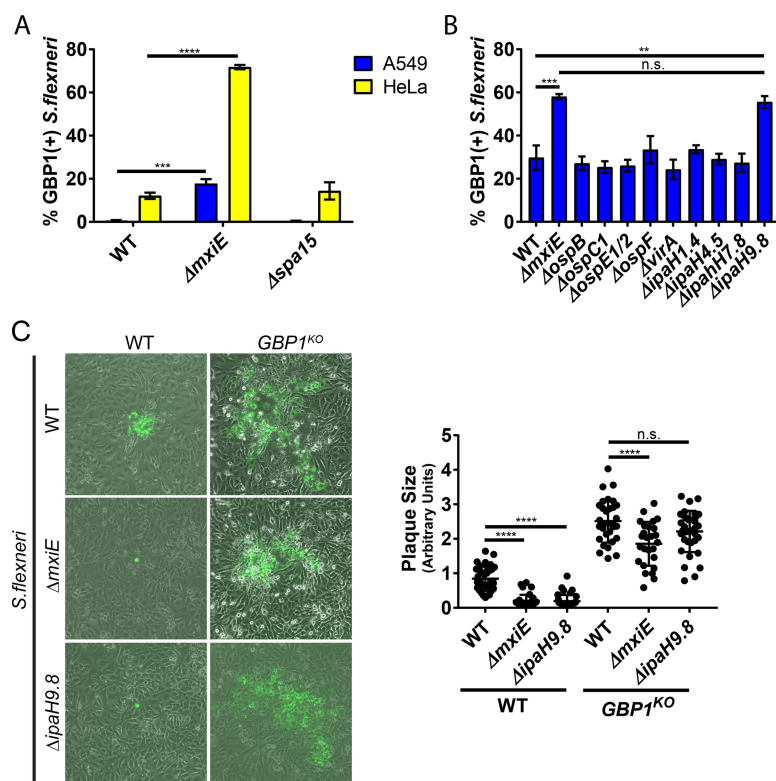 A
B
% GBP1(+) S.flexneri
80
60
40
20
0
****
***
A549
HeLa
WT
ΔmxiE
Δspa15
% GBP1(+) S.flexneri
80
60
40
20
0
**
n.s.
***
WT
ΔmxiE
ΔospB
ΔospC1
ΔospE1/2
ΔospF
ΔvirA
ΔipaH1.4
ΔipaH4.5
ΔipahH7.8
ΔipaH9.8
C
WT
GBP1KO
S.flexneri
WT
ΔmxiE
ΔipaH9.8
Plaque Size
(Arbitrary Units)
5
4
3
2
1
0
n.s.
****
****
****
WT
ΔmxiE
ΔipaH9.8
WT
ΔmxiE
ΔipaH9.8
WT
GBP1KO